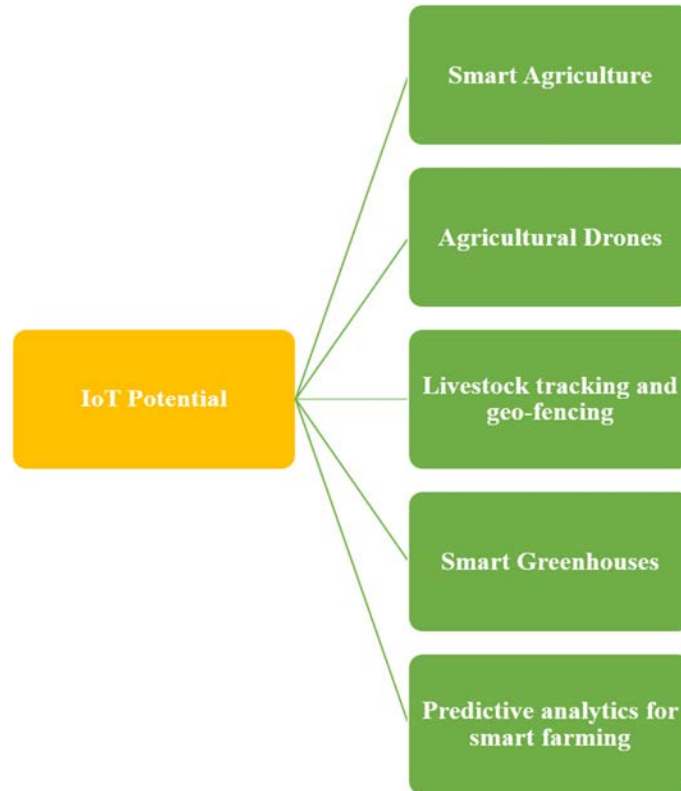 Smart Agriculture
Agricultural Drones
IoT Potential
Livestock tracking and
geo-fencing
Smart Greenhouses
Predictive analytics for
smart farming